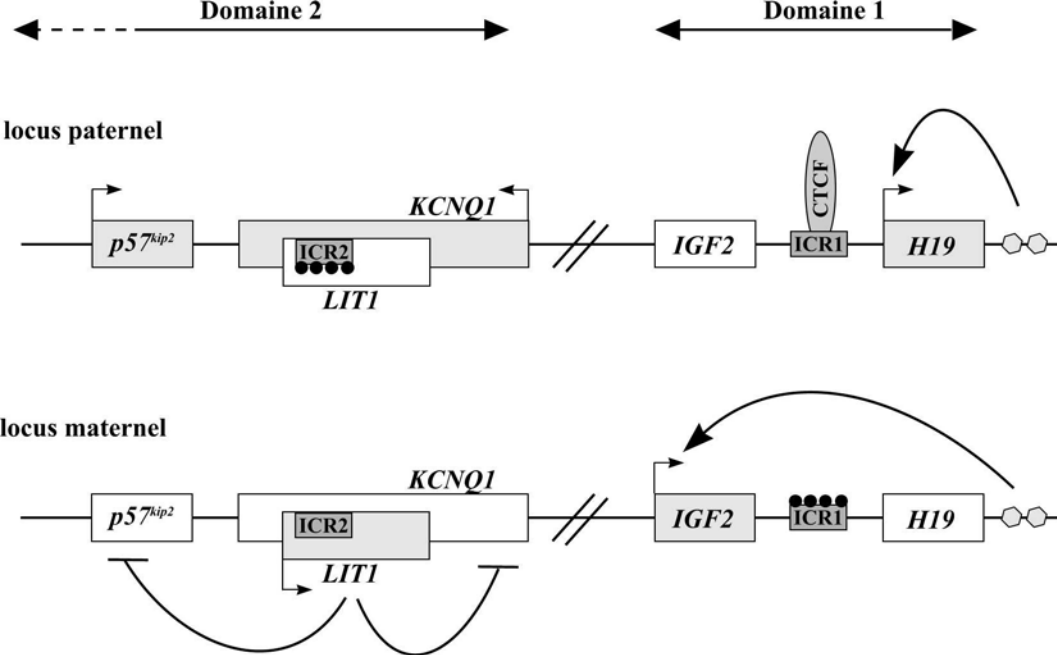 Domaine 2 Domaine 1
locus paternel
CTCF
KCNQ1
p57kip2 ICR2 IGF2 ICR1 H19
LIT1
locus maternel
KCNQ1
p57kip2 ICR2 IGF2 ICR1 H19
LIT1